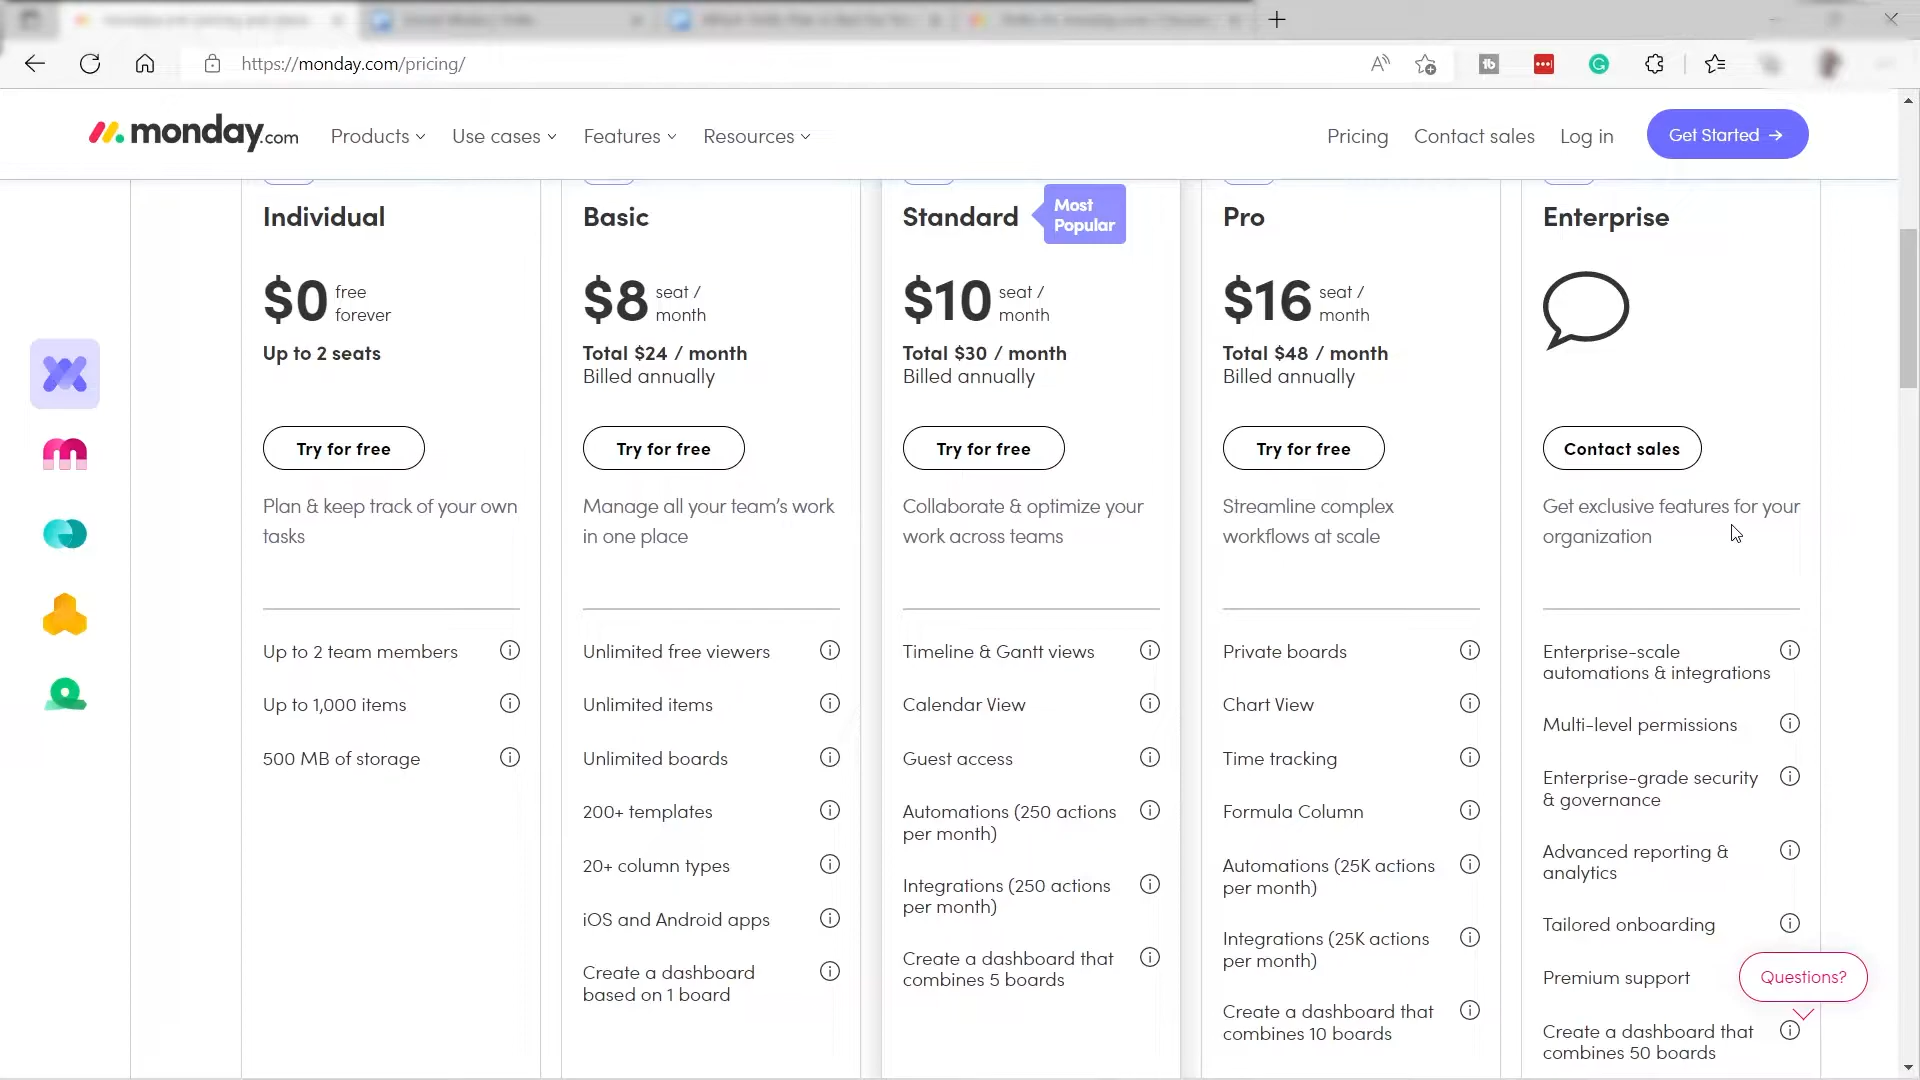 https://monday.com/pricing/
monday.com
Products
Use cases
Features
Resources
Pricing
Contact sales
Log in
Get Started →
Individual
$0 free
forever
Up to 2 seats
Try for free
Plan & keep track of your own
tasks
Up to 2 team members
Up to 1,000 items
500 MB of storage
Basic
$8 seat /
month
Total $24 / month
Billed annually
Try for free
Manage all your team's work
in one place
Unlimited free viewers
Unlimited items
Unlimited boards
200+ templates
20+ column types
iOS and Android apps
Create a dashboard
based on 1 board
Standard
Most
Popular
$10 seat /
month
Total $30 / month
Billed annually
Try for free
Collaborate & optimize your
work across teams
Timeline & Gantt views
Calendar View
Guest access
Automations (250 actions
per month)
Integrations (250 actions
per month)
Create a dashboard that
combines 5 boards
Pro
$16 seat /
month
Total $48 / month
Billed annually
Try for free
Streamline complex
workflows at scale
Private boards
Chart View
Time tracking
Formula Column
Automations (25K actions
per month)
Integrations (25K actions
per month)
Create a dashboard that
combines 10 boards
Enterprise
Contact sales
Get exclusive features for your
organization
Enterprise-scale
automations & integrations
Multi-level permissions
Enterprise-grade security
& governance
Advanced reporting &
analytics
Tailored onboarding
Premium support
Create a dashboard that
combines 50 boards
Questions?